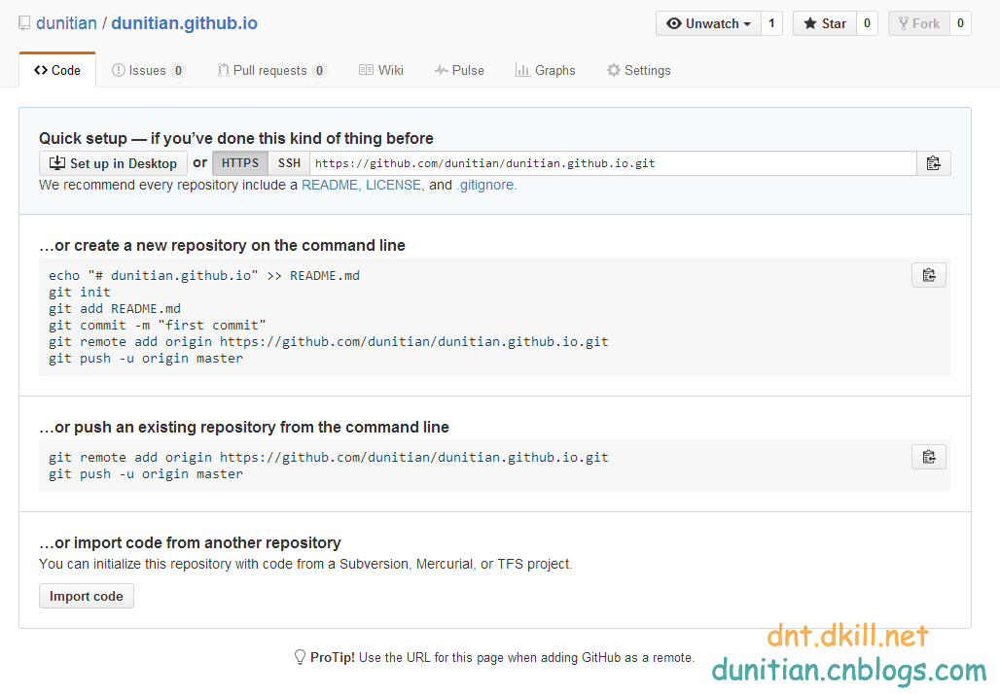 dunitian / dunitian.github.io
Unwatch 1 Star 0 Fork 0
Code Issues 0 Pull requests 0 Wiki Pulse Graphs Settings
Quick setup — if you’ve done this kind of thing before
Set up in Desktop or HTTPS SSH https://github.com/dunitian/dunitian.github.io.git
We recommend every repository include a README, LICENSE, and .gitignore.
…or create a new repository on the command line
echo "# dunitian.github.io" >> README.md
git init
git add README.md
git commit -m "first commit"
git remote add origin https://github.com/dunitian/dunitian.github.io.git
git push -u origin master
…or push an existing repository from the command line
git remote add origin https://github.com/dunitian/dunitian.github.io.git
git push -u origin master
…or import code from another repository
You can initialize this repository with code from a Subversion, Mercurial, or TFS project.
Import code
ProTip! Use the URL for this page when adding GitHub as a remote.
dnt.dkill.net
dunitian.cnblogs.com